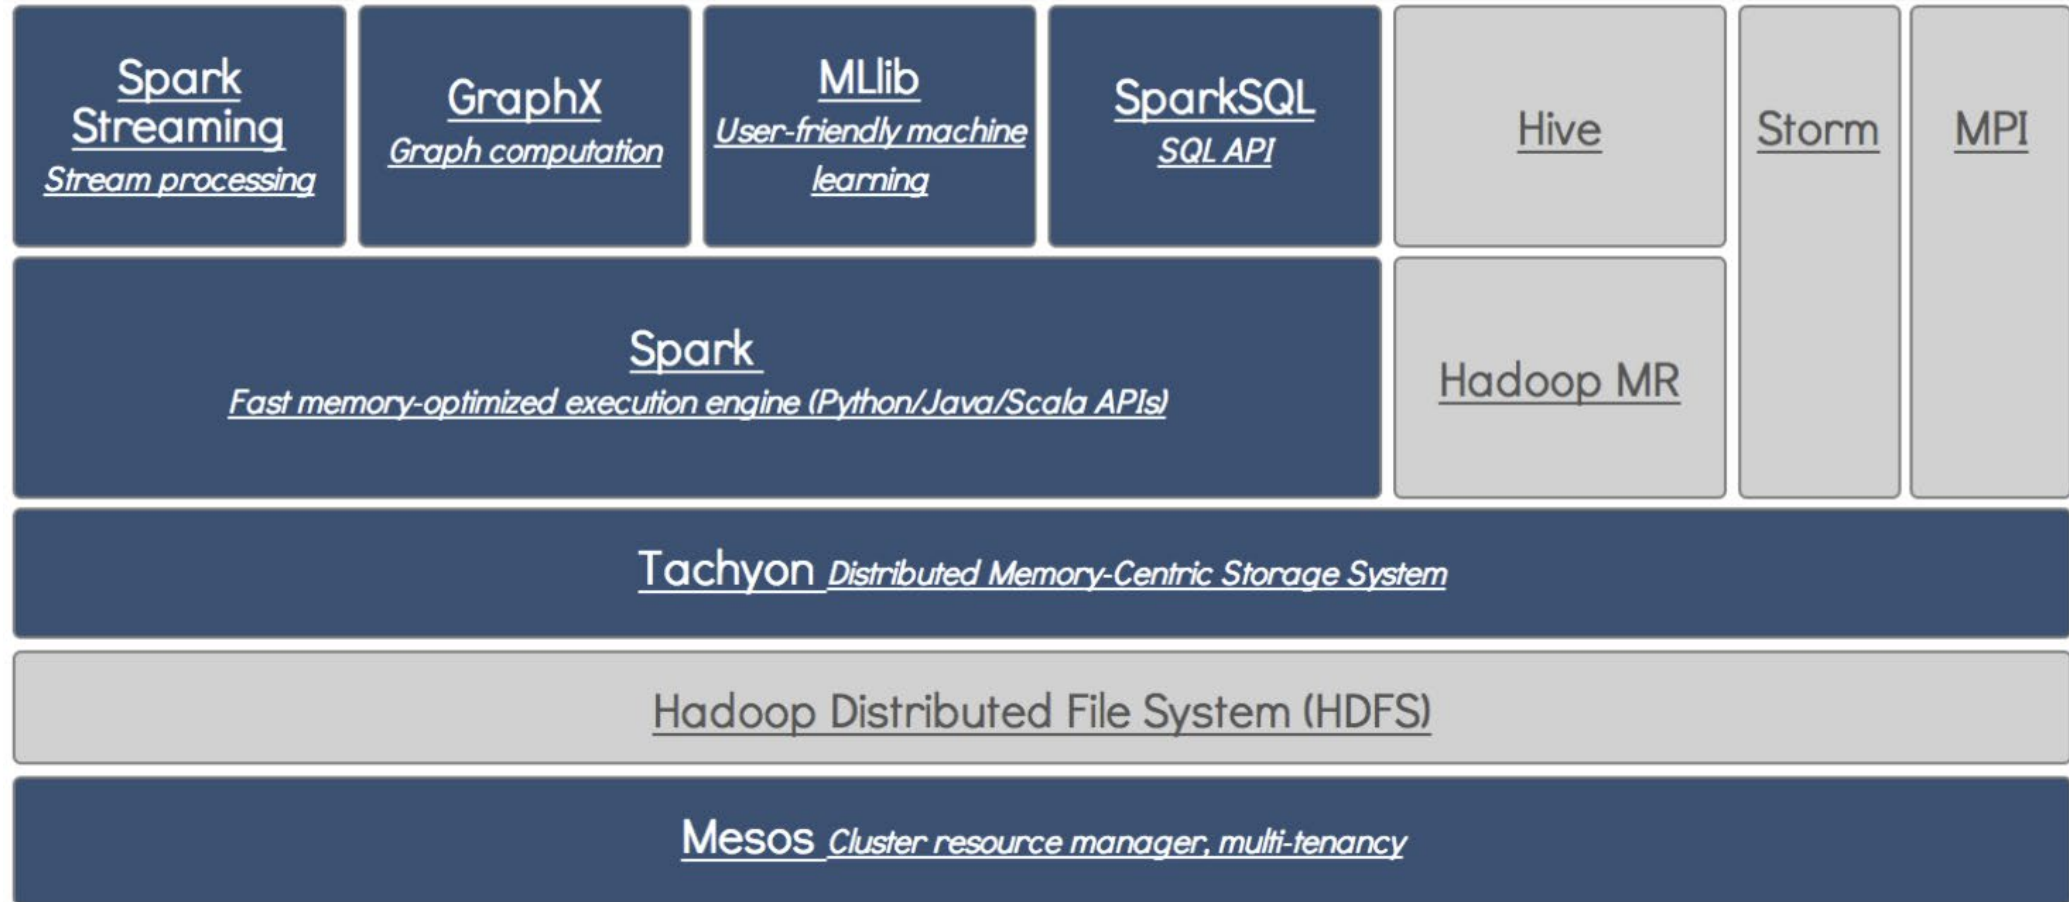 Spark
Streaming
Stream processing
GraphX
Graph computation
MLlib
User-friendly machine
learning
SparkSQL
SQL API
Hive
Storm
MPI
Spark
Fast memory-optimized execution engine (Python/Java/Scala APIs)
Hadoop MR
Tachyon Distributed Memory-Centric Storage System
Hadoop Distributed File System (HDFS)
Mesos Cluster resource manager, multi-tenancy